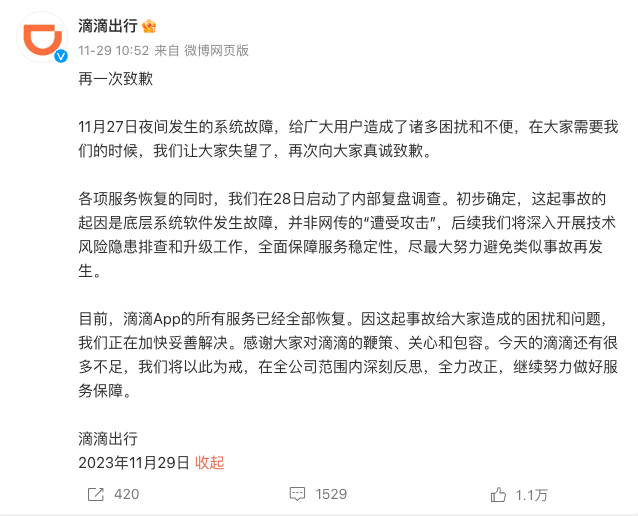 滴滴出行
11-29 10:52 来自 微博网页版
再一次致歉
11月27日夜间发生的系统故障，给广大用户造成了诸多困扰和不便，在大家需要我
们的时候，我们让大家失望了，再次向大家真诚致歉。
各项服务恢复的同时，我们在28日启动了内部复盘调查。初步确定，这起事故的
起因是底层系统软件发生故障，并非网传的“遭受攻击”，后续我们将深入开展技术
风险隐患排查和升级工作，全面保障服务稳定性，尽最大努力避免类似事故再发
生。
目前，滴滴App的所有服务已经全部恢复。因这起事故给大家造成的困扰和问题，
我们正在加快妥善解决。感谢大家对滴滴的鞭策、关心和包容。今天的滴滴还有很
多不足，我们将以此为戒，在全公司范围内深刻反思，全力改正，继续努力做好服
务保障。
滴滴出行
2023年11月29日 收起
420 1529 1.1万